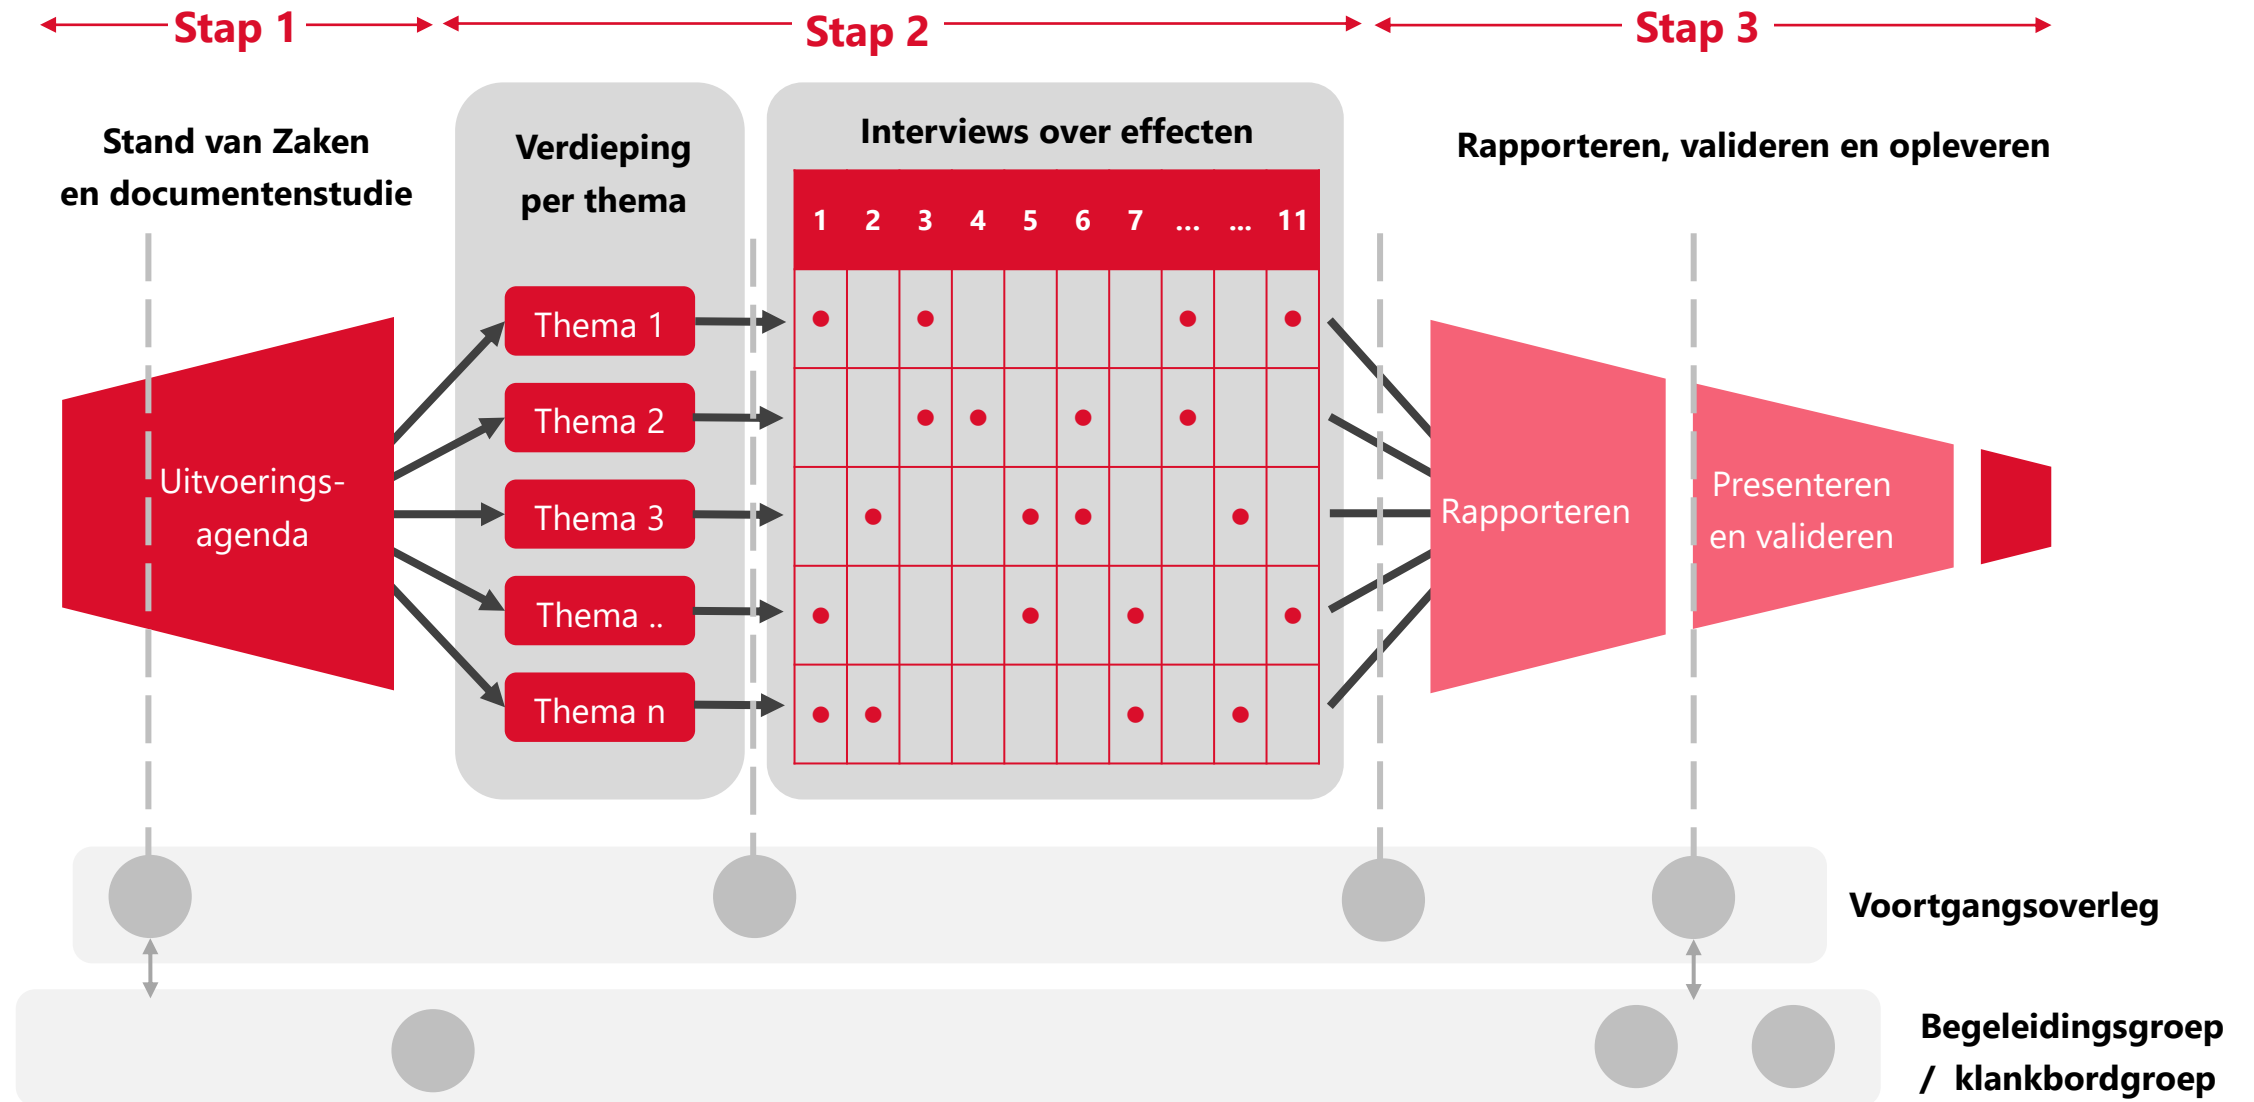 Stap 1
Stap 2
Stap 3
Stand van Zaken
en documentenstudie
Verdieping
per thema
Interviews over effecten
Rapporteren, valideren en opleveren
1 2 3 4 5 6 7 ... ... 11
Thema 1
Thema 2
Thema 3
Thema ..
Thema n
Uitvoerings-
agenda
Rapporteren
Presenteren
en valideren
Voortgangsoverleg
Begeleidingsgroep
/ klankbordgroep